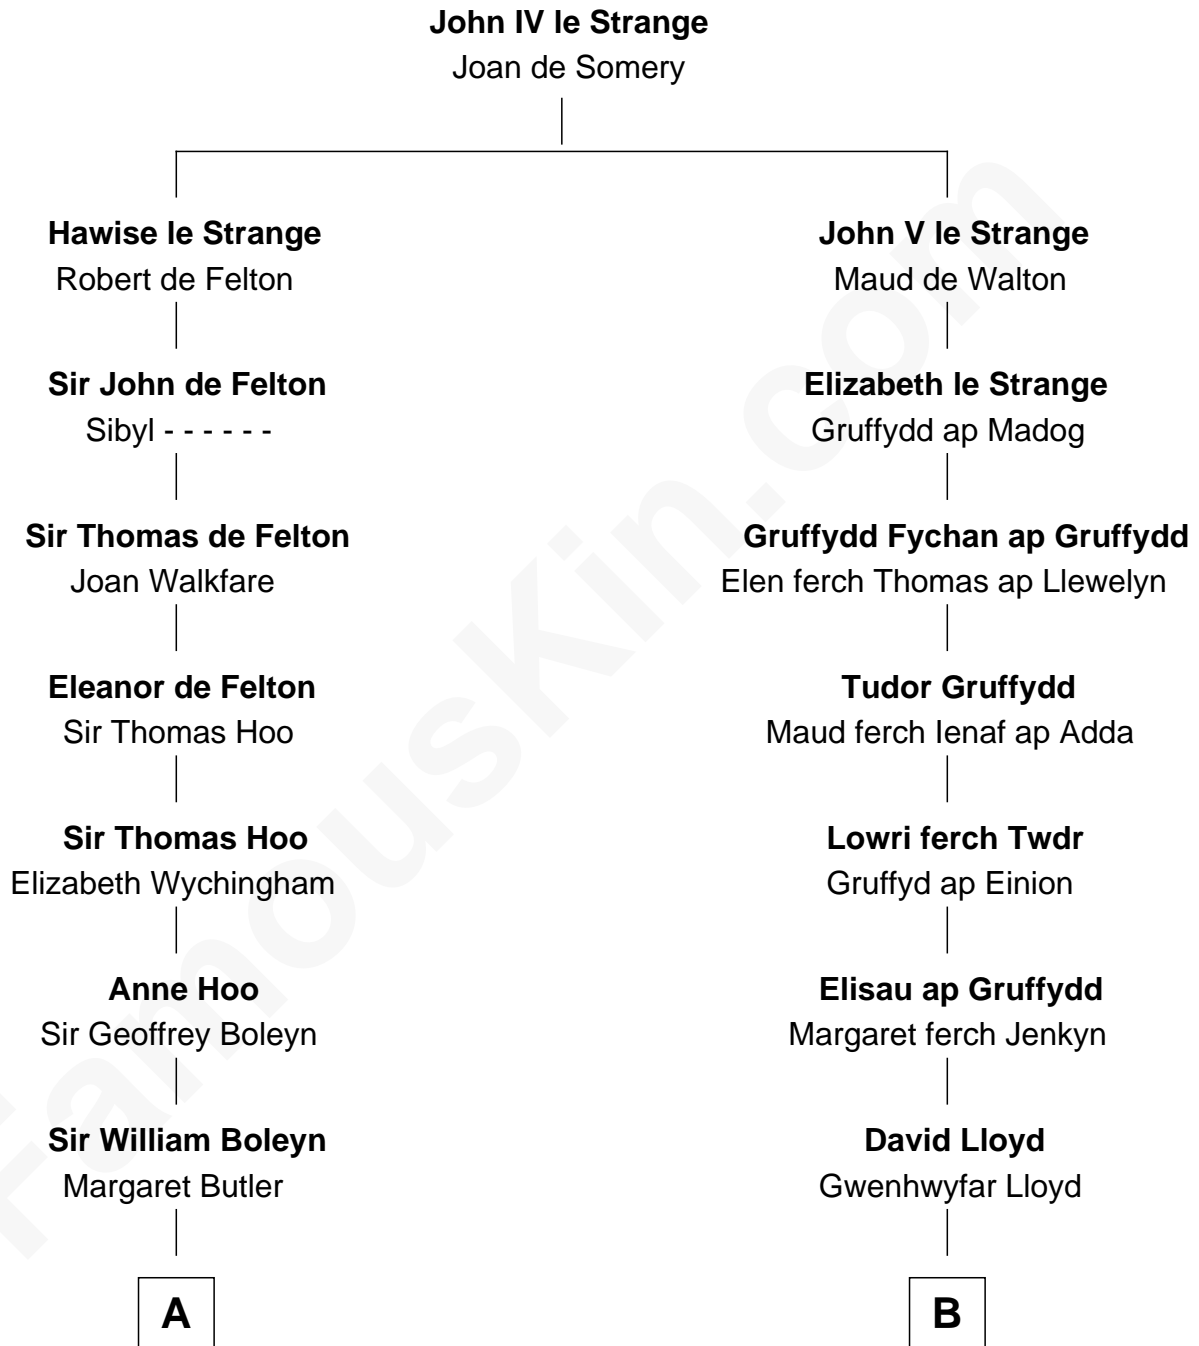 John IV le Strange
Joan de Somery
Hawise le Strange
Robert de Felton
John V le Strange
Maud de Walton
Sir John de Felton
Sibyl - - - - - -
Elizabeth le Strange
Gruffydd ap Madog
Sir Thomas de Felton
Joan Walkfare
Gruffydd Fychan ap Gruffydd
Elen ferch Thomas ap Llewelyn
Eleanor de Felton
Sir Thomas Hoo
Tudor Gruffydd
Maud ferch Ienaf ap Adda
Sir Thomas Hoo
Elizabeth Wychingham
Lowri ferch Twdr
Gruffyd ap Einion
Anne Hoo
Sir Geoffrey Boleyn
Elisau ap Gruffydd
Margaret ferch Jenkyn
Sir William Boleyn
Margaret Butler
David Lloyd
Gwenhwyfar Lloyd
A
B
FamousKin.com